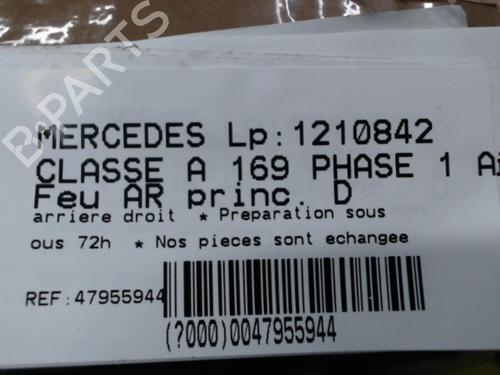 B-PARTS
MERCEDES Lp:1210842
CLASSE A 169 PHASE 1 Ai
Feu AR princ. D
arriere droit * Preparation sous
ous 72h * Nos pieces sont echangee
REF:47955944
(?000)0047955944